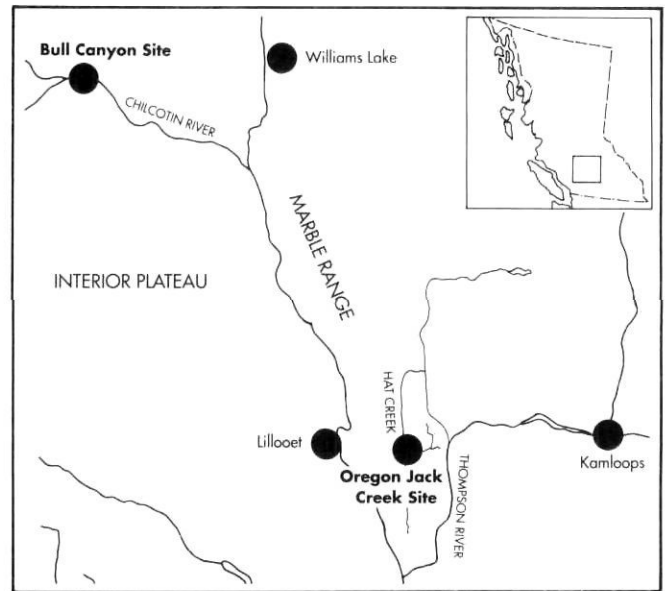 Bull Canyon Site
Williams Lake
CHILCOTIN RIVER
MARBLE RANGE
INTERIOR PLATEAU
HAT CREEK
Lillooet
Oregon Jack
Creek Site
THOMPSON RIVER
Kamloops